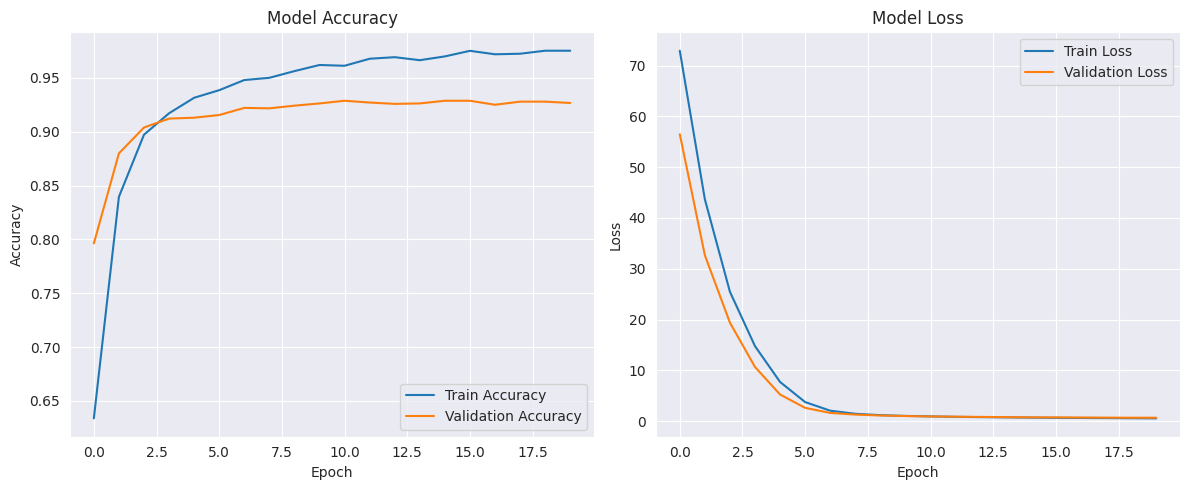 Model Accuracy
Accuracy
0.95
0.90
0.85
0.80
0.75
0.70
0.65
0.0 2.5 5.0 7.5 10.0 12.5 15.0 17.5
Epoch
Train Accuracy
Validation Accuracy
Model Loss
Loss
70
60
50
40
30
20
10
0
0.0 2.5 5.0 7.5 10.0 12.5 15.0 17.5
Epoch
Train Loss
Validation Loss